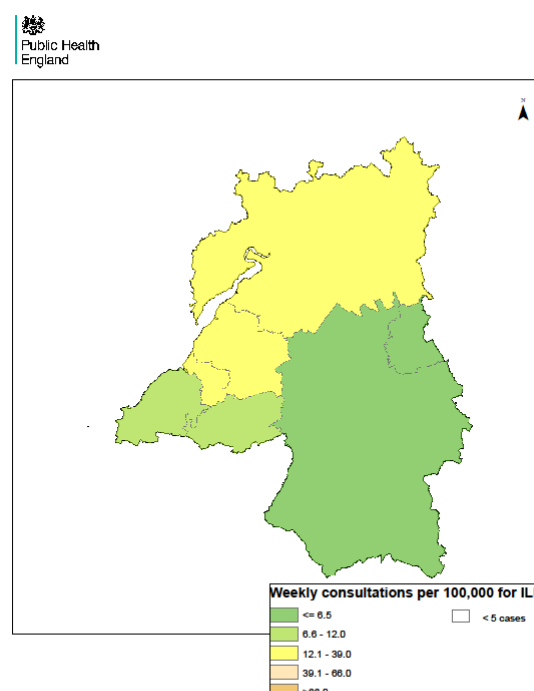 Public Health
England
N
Weekly consultations per 100,000 for IL
<= 6.5
< 5 cases
6.6 - 12.0
12.1 - 39.0
39.1 - 66.0